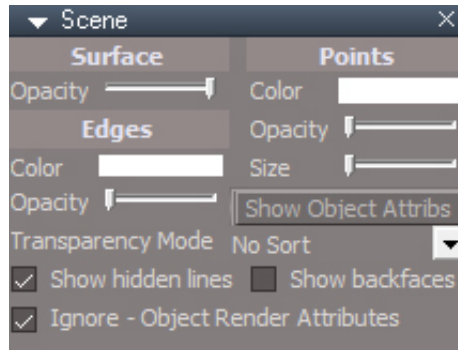 Scene
Surface
Points
Opacity
Color
Edges
Opacity
Color
Size
Opacity
Show Object Attribs
Transparency Mode No Sort
Show hidden lines Show backfaces
Ignore - Object Render Attributes